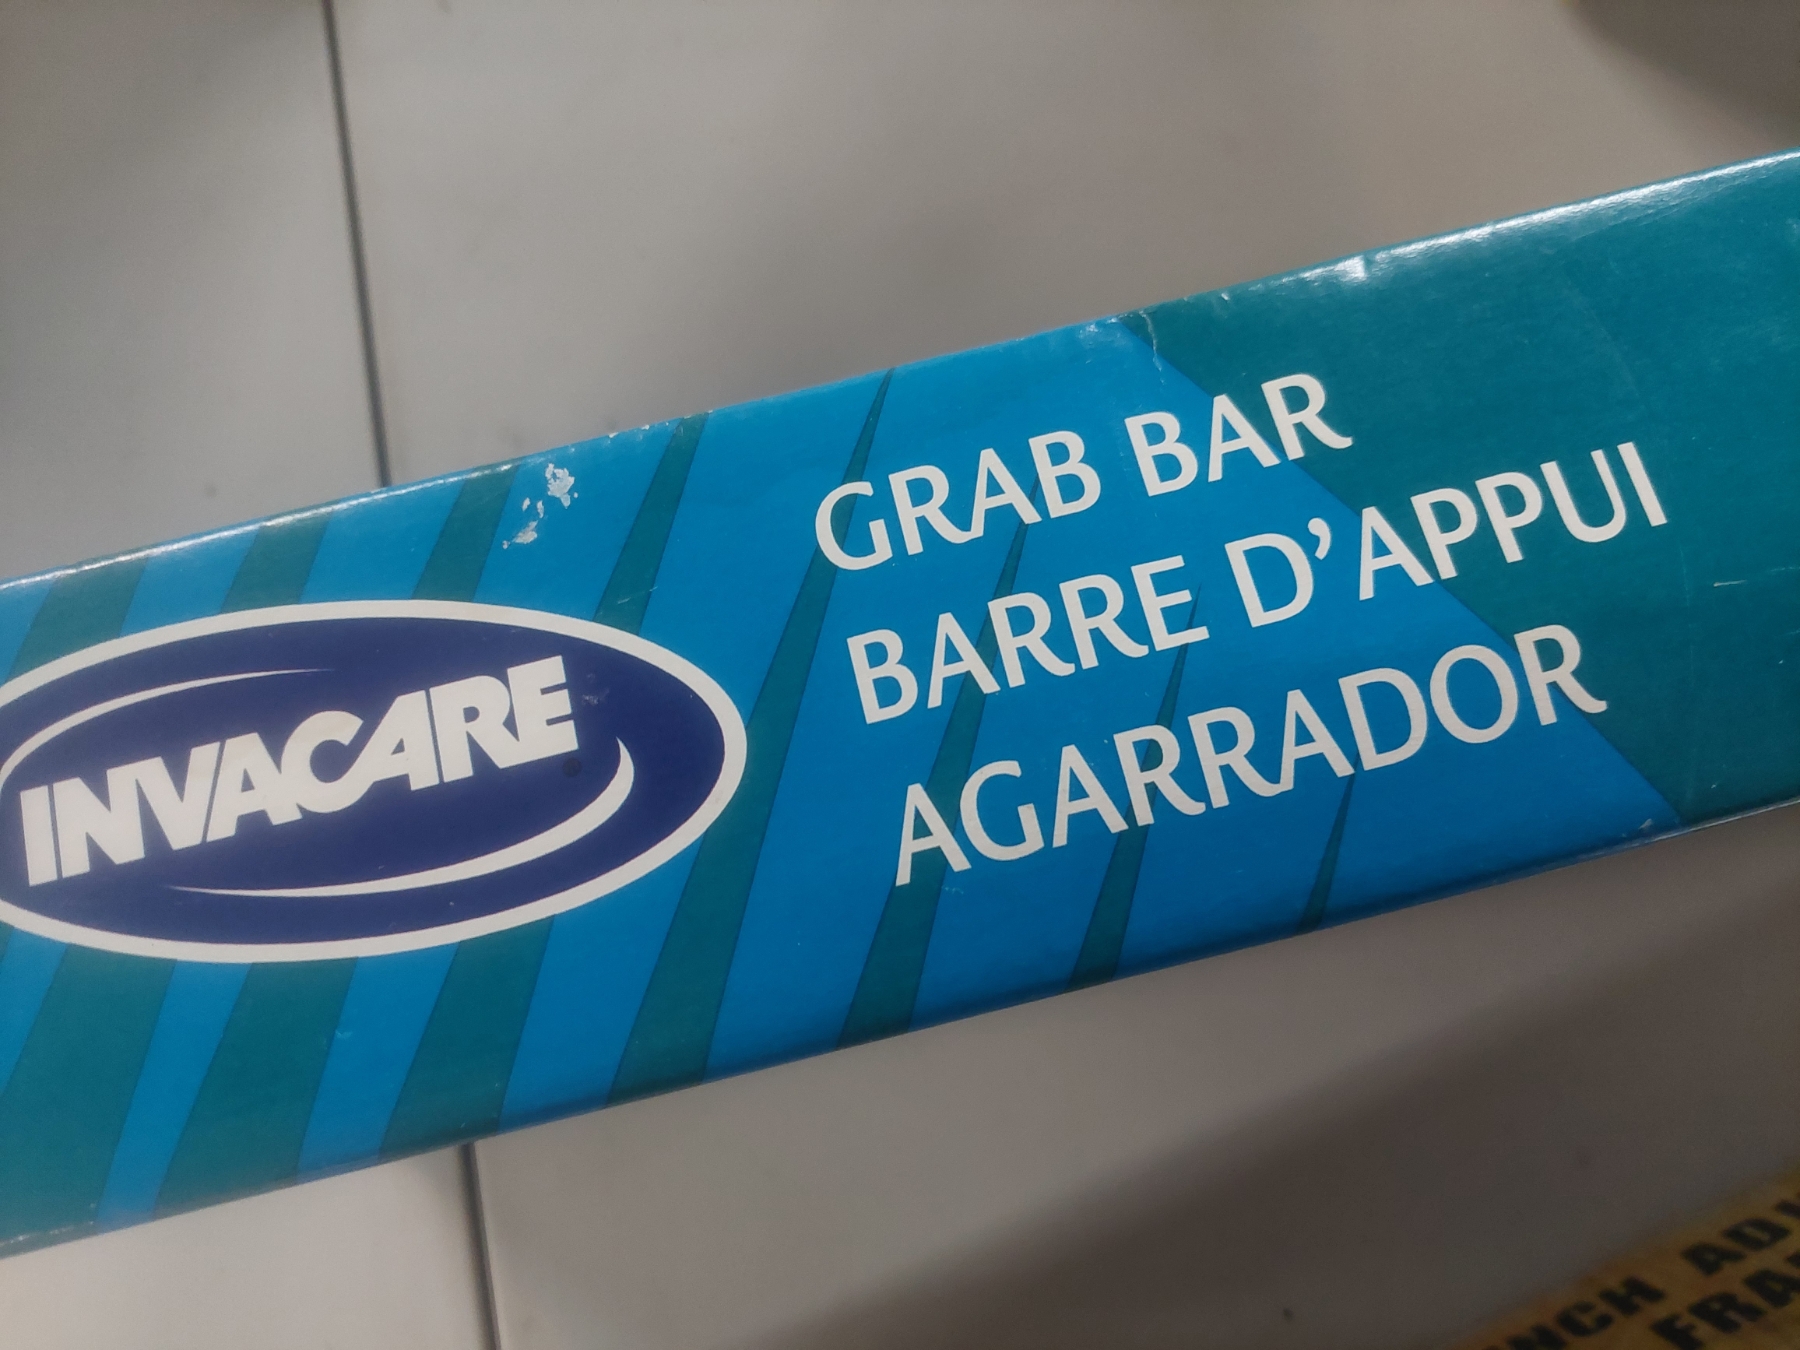 INVACARE
GRAB BAR
BARRE D'APPUI
AGARRADOR